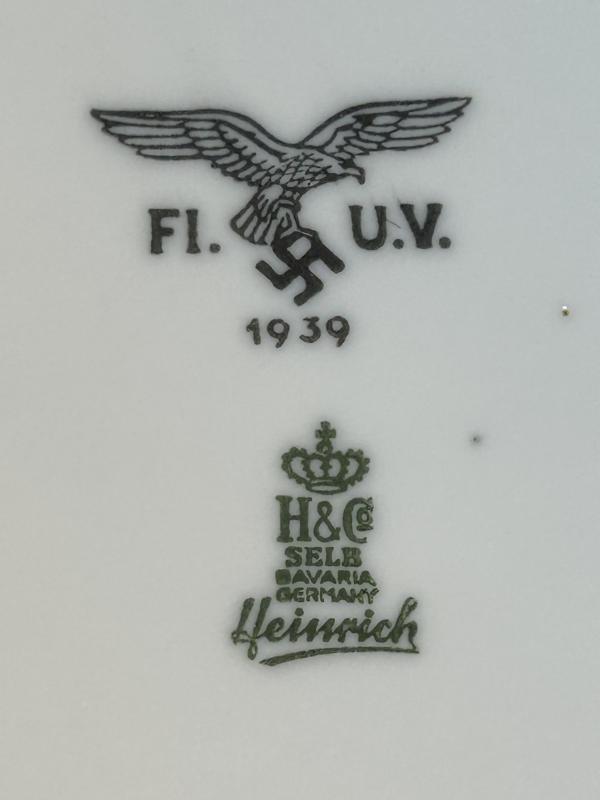 Fl. U.V.
1939
H&Co
SELB
BAVARIA
GERMANY
Heinrich